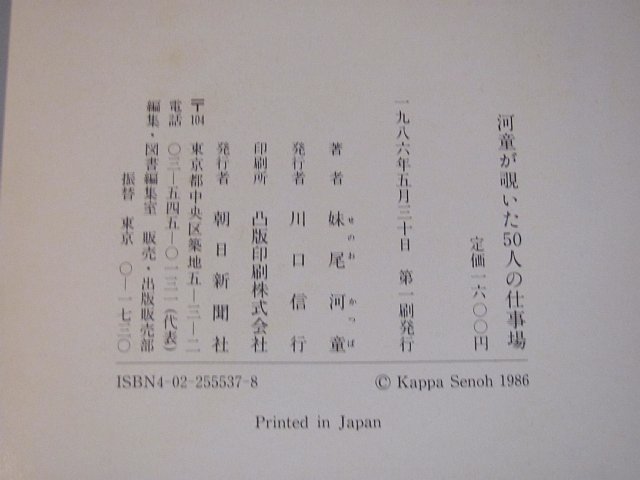 河童が覗いた50人の仕事場
定価一六〇〇円
一九八六年五月三十日　第一刷発行
著者　妹尾河童
せのおかっぱ
発行者　川口信行
印刷所　凸版印刷株式会社
発行者　朝日新聞社
〒104　東京都中央区築地五―三―二
電話　〇三―五四五―〇一三一(代表)
編集・図書編集室　販売・出版販売部
振替　東京　〇―一七三〇
© Kappa Senoh 1986
ISBN4-02-255537-8
Printed in Japan